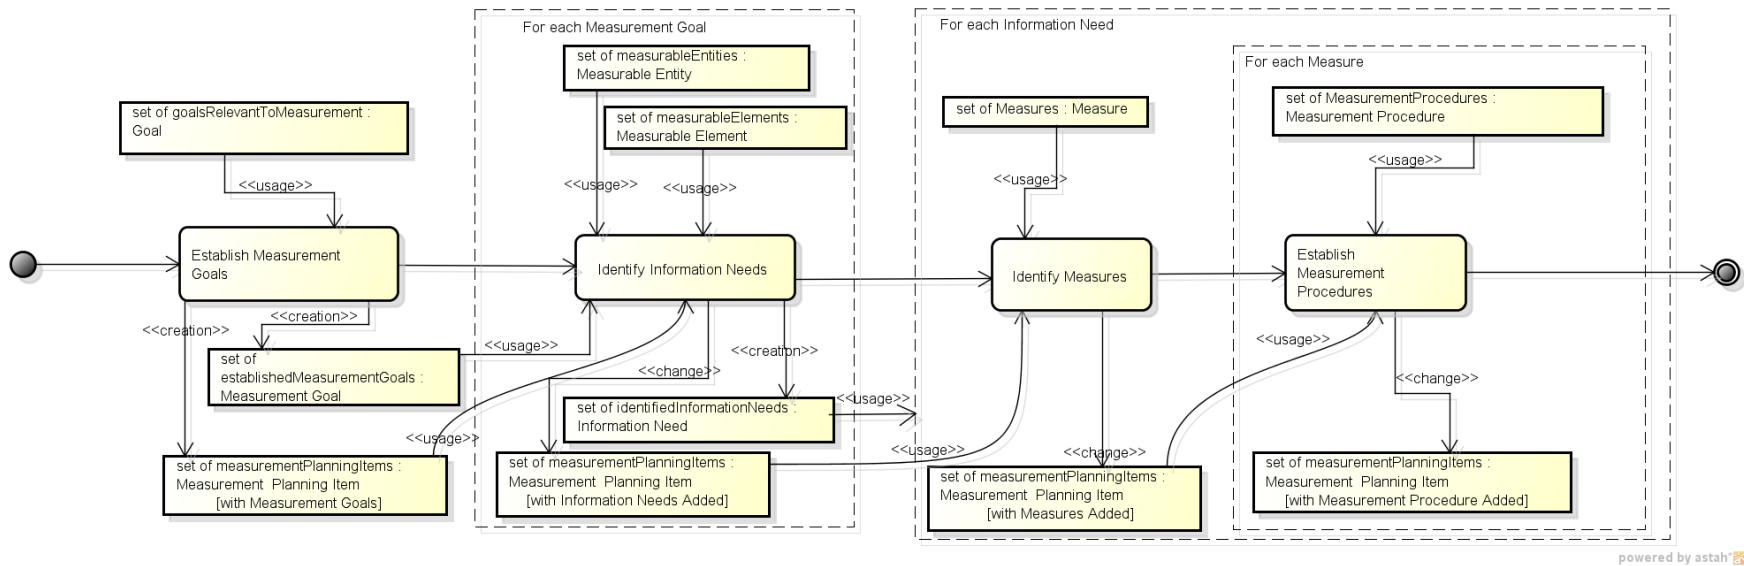 For each Measurement Goal
For each Information Need
set of measurableEntities :
Measurable Entity
For each Measure
set of goalsRelevantToMeasurement :
Goal
set of measurableElements :
Measurable Element
set of Measures : Measure
set of MeasurementProcedures :
Measurement Procedure
<<usage>>
<<usage>>
<<usage>>
<<usage>>
<<usage>>
Establish Measurement
Goals
Identify Information Needs
Identify Measures
Establish
Measurement
Procedures
<<creation>>
<<creation>>
<<usage>>
<<creation>>
<<usage>>
set of
establishedMeasurementGoals :
Measurement Goal
<<change>>
<<change>>
<<usage>>
set of identifiedInformationNeeds :
Information Need
<<usage>>
<<usage>>
<<change>>
set of measurementPlanningItems :
Measurement  Planning Item
[with Measurement Goals]
set of measurementPlanningItems :
Measurement  Planning Item
[with Information Needs Added]
set of measurementPlanningItems :
Measurement  Planning Item
[with Measures Added]
set of measurementPlanningItems :
Measurement  Planning Item
[with Measurement Procedure Added]
powered by astah*